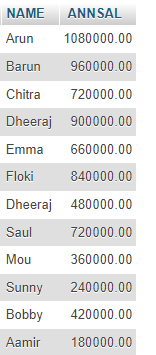 NAME ANNSAL
Arun 1080000.00
Barun 960000.00
Chitra 720000.00
Dheeraj 900000.00
Emma 660000.00
Floki 840000.00
Dheeraj 480000.00
Saul 720000.00
Mou 360000.00
Sunny 240000.00
Bobby 420000.00
Aamir 180000.00